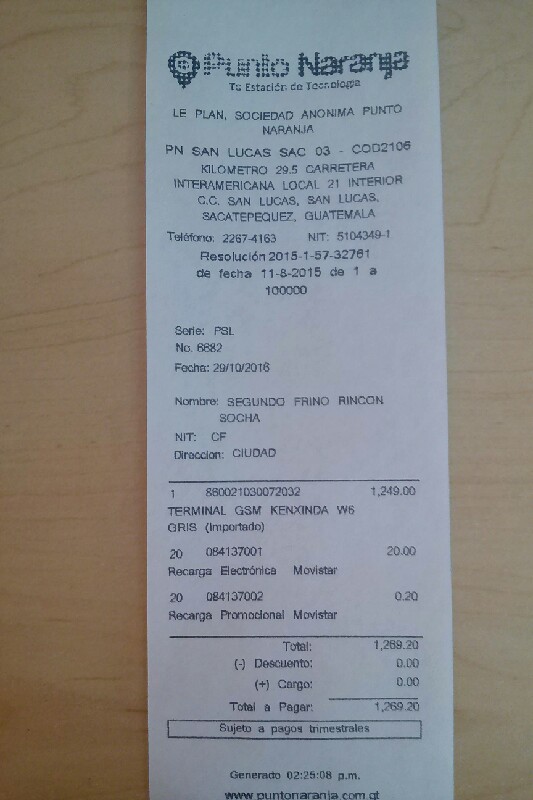 Punto Naranja
Tu Estación de Tecnología
LE PLAN, SOCIEDAD ANONIMA PUNTO
NARANJA
PN SAN LUCAS SAC 03 - COD2106
KILOMETRO 29.5 CARRETERA
INTERAMERICANA LOCAL 21 INTERIOR
C.C. SAN LUCAS, SAN LUCAS,
SACATEPEQUEZ, GUATEMALA
Teléfono: 2267-4163 NIT: 5104349-1
Resolución 2015-1-57-32761
de fecha 11-8-2015 de 1 a
100000
Serie: PSL
No. 6682
Fecha: 29/10/2016
Nombre: SEGUNDO FRINO RINCON
SOCHA
NIT: CF
Direccion: CIUDAD
1 860021030072032 1,249.00
TERMINAL GSM KENXINDA W6
GRIS (Importado)
20 084137001 20.00
Recarga Electrónica Movistar
20 084137002 0.20
Recarga Promocional Movistar
Total: 1,269.20
(-) Descuento: 0.00
(+) Cargo: 0.00
Total a Pagar: 1,269.20
Sujeto a pagos trimestrales
Generado 02:25:08 p.m.
www.puntonaranja.com.gt